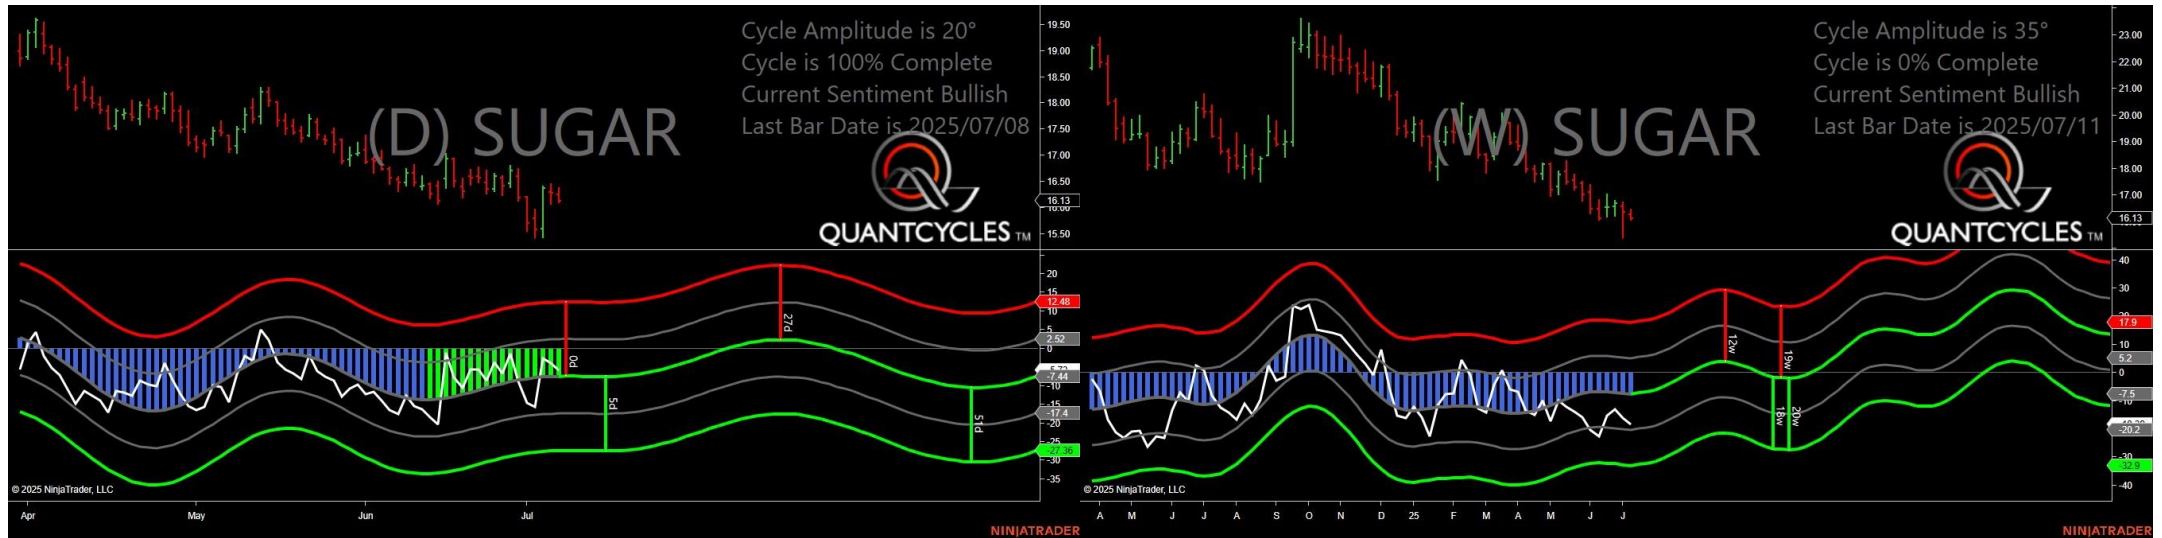 Cycle Amplitude is 20°
Cycle is 100% Complete
Current Sentiment Bullish
Last Bar Date is 2025/07/08
(D) SUGAR
QUANTCYCLES TM
19.50
19.00
18.50
18.00
17.50
17.00
16.50
16.13
15.50
20
15
12.48
5
2.52
0
-7.44
-10
-15
-17.4
-20
-25
-27.36
-30
-35
0d
5d
27d
51d
© 2025 NinjaTrader, LLC
Apr May Jun Jul
NINJATRADER
Cycle Amplitude is 35°
Cycle is 0% Complete
Current Sentiment Bullish
Last Bar Date is 2025/07/11
(W) SUGAR
QUANTCYCLES TM
23.00
22.00
21.00
20.00
19.00
18.00
17.00
16.13
40
30
20
17.9
10
5.2
0
-7.5
-20.2
-30
-32.9
-40
12w
19w
18w
20w
© 2025 NinjaTrader, LLC
A M J J A S O N D 25 F M A M J J
NINJATRADER